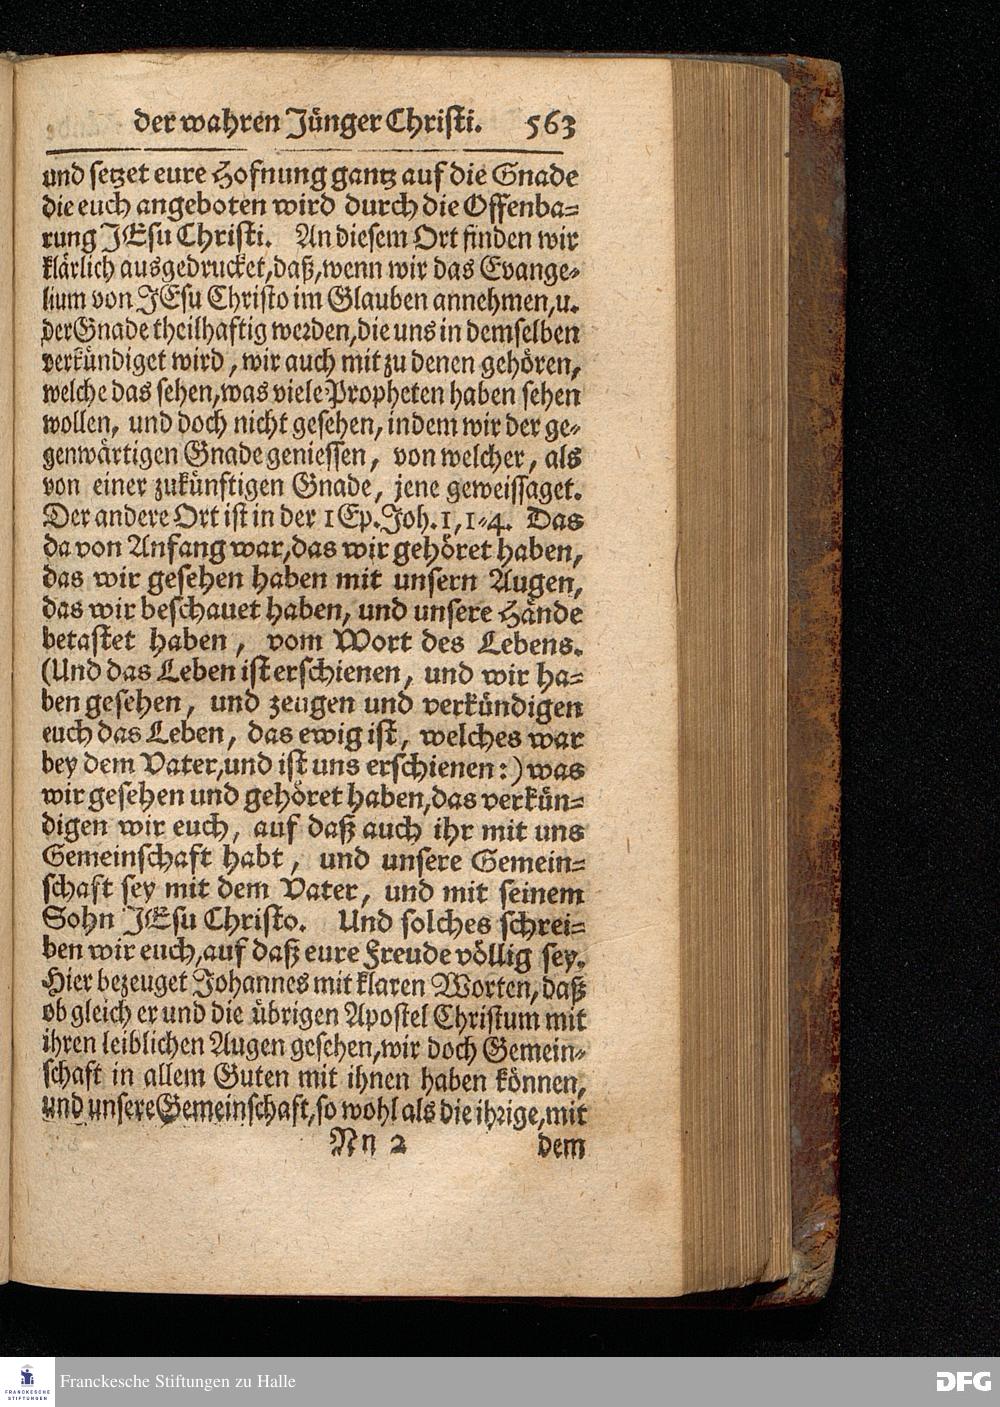 der wahren Jünger Christi. 563
und setzet eure Hofnung gantz auf die Gnade
die euch angeboten wird durch die Offenba=
rung JEsu Christi. An diesem Ort finden wir
klärlich ausgedrucket, daß, wenn wir das Evange=
lium von JEsu Christo im Glauben annehmen, u.
der Gnade theilhaftig werden, die uns in demselben
verkündiget wird, wir auch mit zu denen gehören,
welche das sehen, was viele Propheten haben sehen
wollen, und doch nicht gesehen, indem wir der ge=
genwärtigen Gnade geniessen, von welcher, als
von einer zukünftigen Gnade, jene geweissaget.
Der andere Ort ist in der 1 Ep. Joh. 1, 1=4. Das
da von Anfang war, das wir gehöret haben,
das wir gesehen haben mit unsern Augen,
das wir beschauet haben, und unsere Hände
betastet haben, vom Wort des Lebens.
(Und das Leben ist erschienen, und wir ha=
ben gesehen, und zeugen und verkündigen
euch das Leben, das ewig ist, welches war
bey dem Vater, und ist uns erschienen:) was
wir gesehen und gehöret haben, das verkün=
digen wir euch, auf daß auch ihr mit uns
Gemeinschaft habt, und unsere Gemein=
schaft sey mit dem Vater, und mit seinem
Sohn JEsu Christo. Und solches schrei=
ben wir euch, auf daß eure Freude völlig sey.
Hier bezeuget Johannes mit klaren Worten, daß
ob gleich er und die übrigen Apostel Christum mit
ihren leiblichen Augen gesehen, wir doch Gemein=
schaft in allem Guten mit ihnen haben können,
und unsere Gemeinschaft, so wohl als die ihrige, mit
Nn 2 dem
FRANCKESCHE
STIFTUNGEN
Franckesche Stiftungen zu Halle
DFG